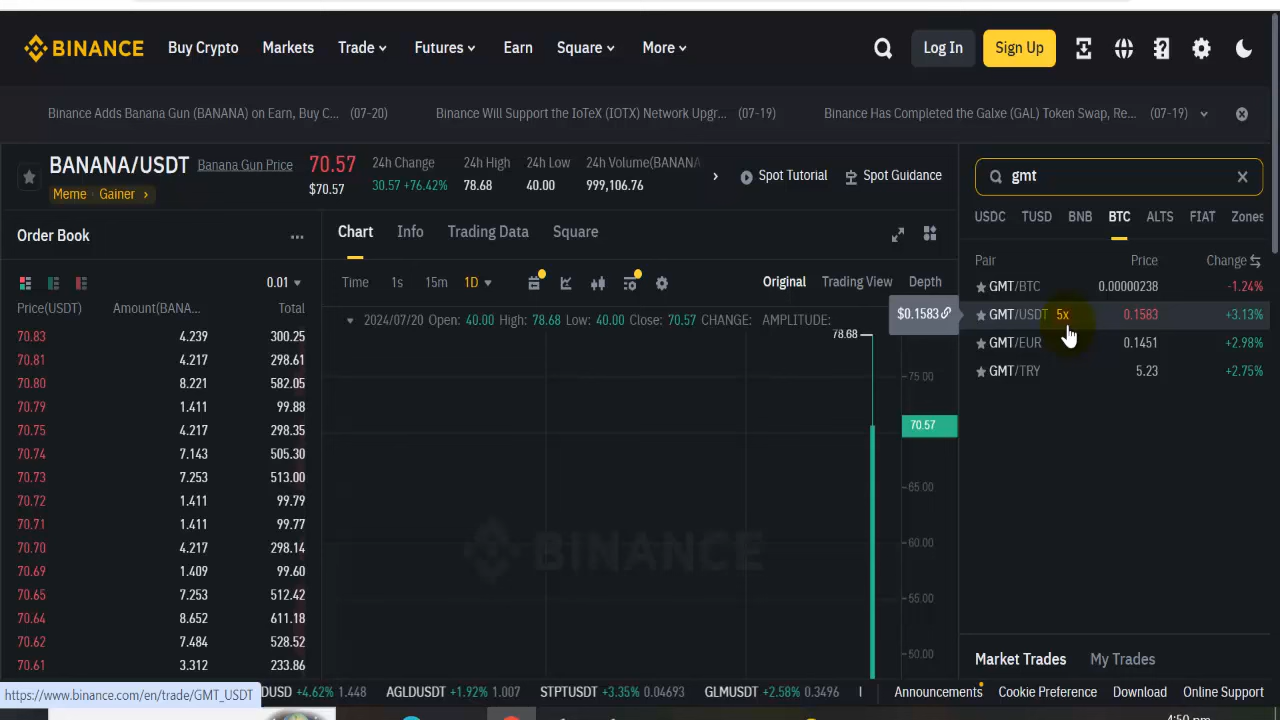 BINANCE Buy Crypto Markets Trade Futures Earn Square More Log In Sign Up
Binance Adds Banana Gun (BANANA) on Earn, Buy C... (07-20) Binance Will Support the IoTeX (IOTX) Network Upgr... (07-19) Binance Has Completed the Galxe (GAL) Token Swap, Re... (07-19)
BANANA/USDT Banana Gun Price 70.57 24h Change 24h High 24h Low 24h Volume(BANANA
Meme Gainer $70.57 30.57 +76.42% 78.68 40.00 999,106.76 Spot Tutorial Spot Guidance
gmt
USDC TUSD BNB BTC ALTS FIAT Zones
Order Book ... Chart Info Trading Data Square
Pair Price Change
0.01 Time 1s 15m 1D Original Trading View Depth
GMT/BTC 0.00000238 -1.24%
Price(USDT) Amount(BANA... Total
2024/07/20 Open: 40.00 High: 78.68 Low: 40.00 Close: 70.57 CHANGE: AMPLITUDE:
$0.1583
GMT/USDT 5x 0.1583 +3.13%
GMT/EUR 0.1451 +2.98%
GMT/TRY 5.23 +2.75%
70.83 4.239 300.25
70.81 4.217 298.61
70.80 8.221 582.05
70.79 1.411 99.88
70.75 4.217 298.35
70.74 7.143 505.30
70.73 7.253 513.00
70.72 1.411 99.79
70.71 1.411 99.77
70.70 4.217 298.14
70.69 1.409 99.60
70.65 7.253 512.42
70.64 8.652 611.18
70.62 7.484 528.52
70.61 3.312 233.86
78.68
75.00
70.57
65.00
60.00
55.00
50.00
BINANCE
Market Trades My Trades
https://www.binance.com/en/trade/GMT_USDT
DUSD +4.62% 1.448 AGLDUSDT +1.92% 1.007 STPTUSDT +3.35% 0.04693 GLMUSDT +2.58% 0.3496
Announcements Cookie Preference Download Online Support